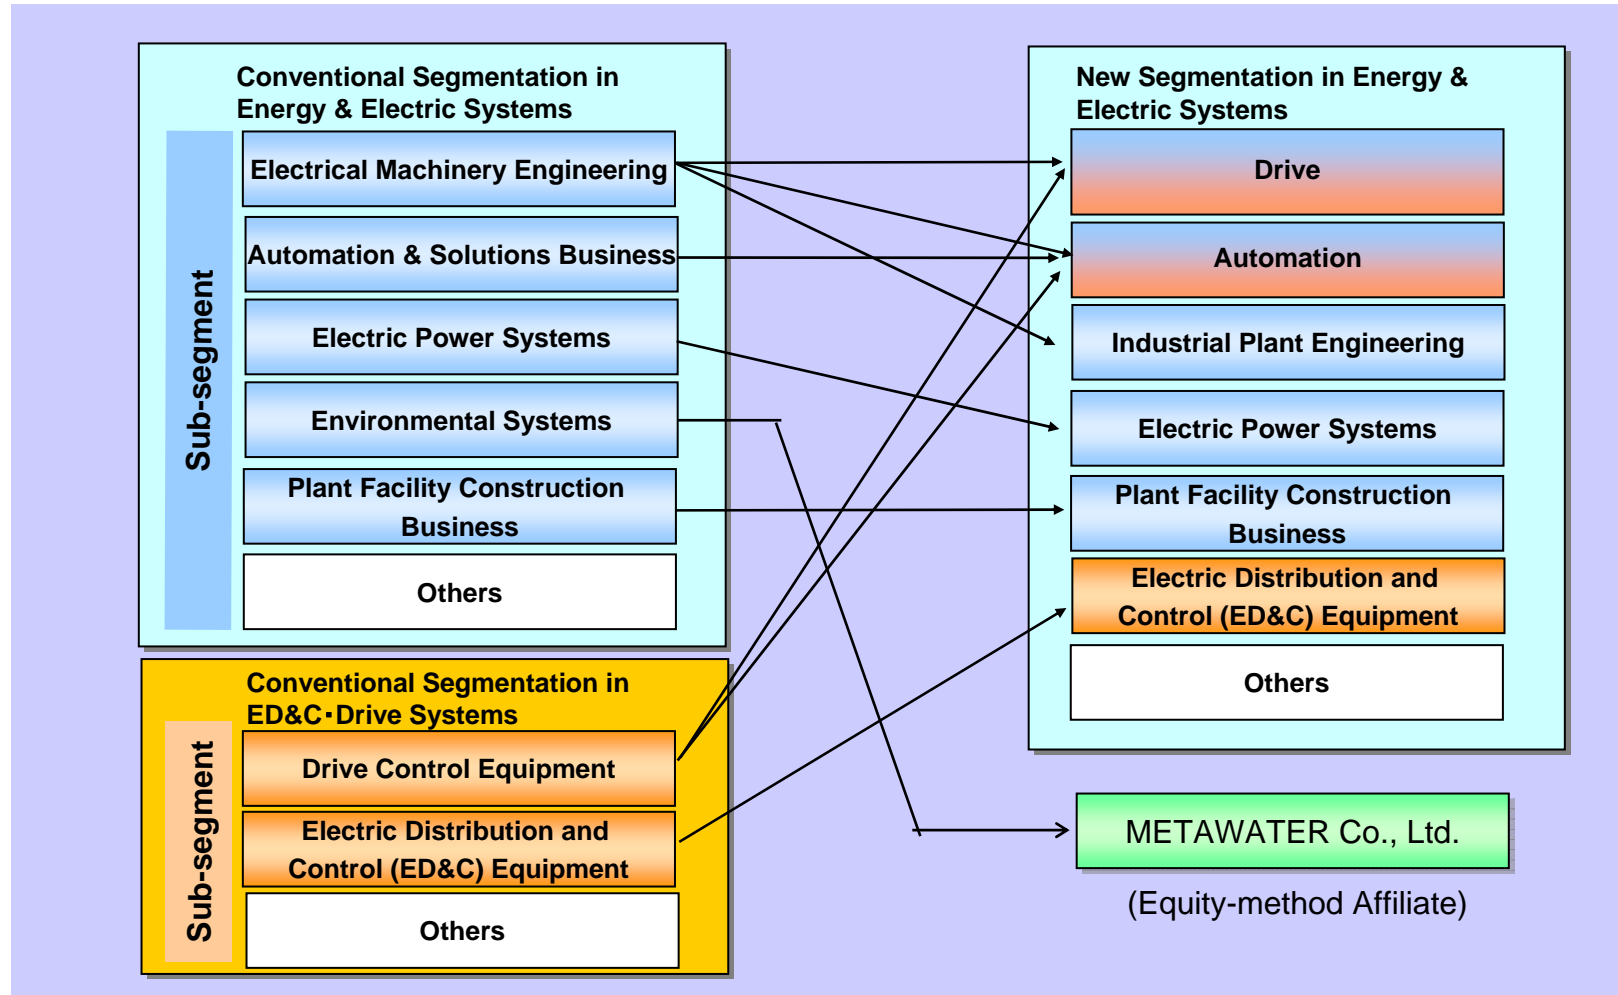 Conventional Segmentation in
Energy & Electric Systems
Sub-segment
Electrical Machinery Engineering
Automation & Solutions Business
Electric Power Systems
Environmental Systems
Plant Facility Construction
Business
Others
Conventional Segmentation in
ED&C・Drive Systems
Sub-segment
Drive Control Equipment
Electric Distribution and
Control (ED&C) Equipment
Others
New Segmentation in Energy &
Electric Systems
Drive
Automation
Industrial Plant Engineering
Electric Power Systems
Plant Facility Construction
Business
Electric Distribution and
Control (ED&C) Equipment
Others
METAWATER Co., Ltd.
(Equity-method Affiliate)